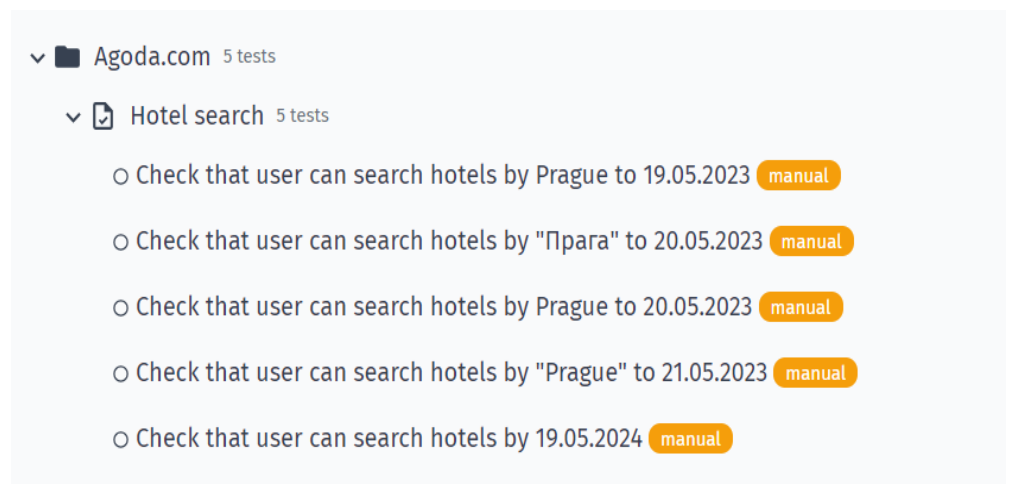 Agoda.com 5 tests
Hotel search 5 tests
Check that user can search hotels by Prague to 19.05.2023 manual
Check that user can search hotels by "Прага" to 20.05.2023 manual
Check that user can search hotels by Prague to 20.05.2023 manual
Check that user can search hotels by "Prague" to 21.05.2023 manual
Check that user can search hotels by 19.05.2024 manual